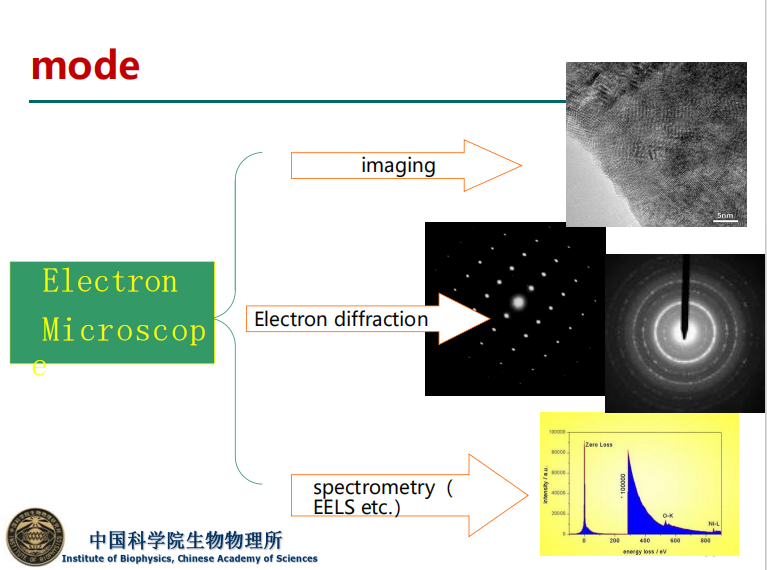 mode
imaging
5nm
Electron
Microscop
e
Electron diffraction
spectrometry (
EELS etc.)
100000
80000
60000
40000
20000
0
intensity / a.u.
Zero Loss
* 100000
O-K
Ni-L
0 200 400 600 800
energy loss / eV
中国科学院生物物理所
Institute of Biophysics, Chinese Academy of Sciences